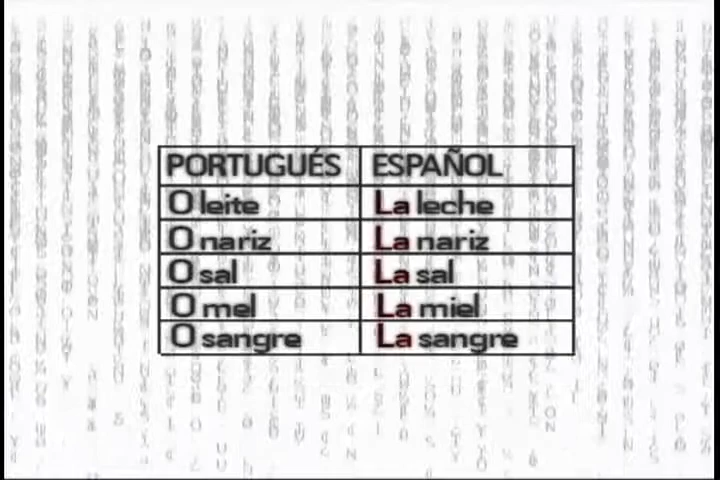 PORTUGUÉS ESPAÑOL
O leite La leche
O nariz La nariz
O sal La sal
O mel La miel
O sangre La sangre